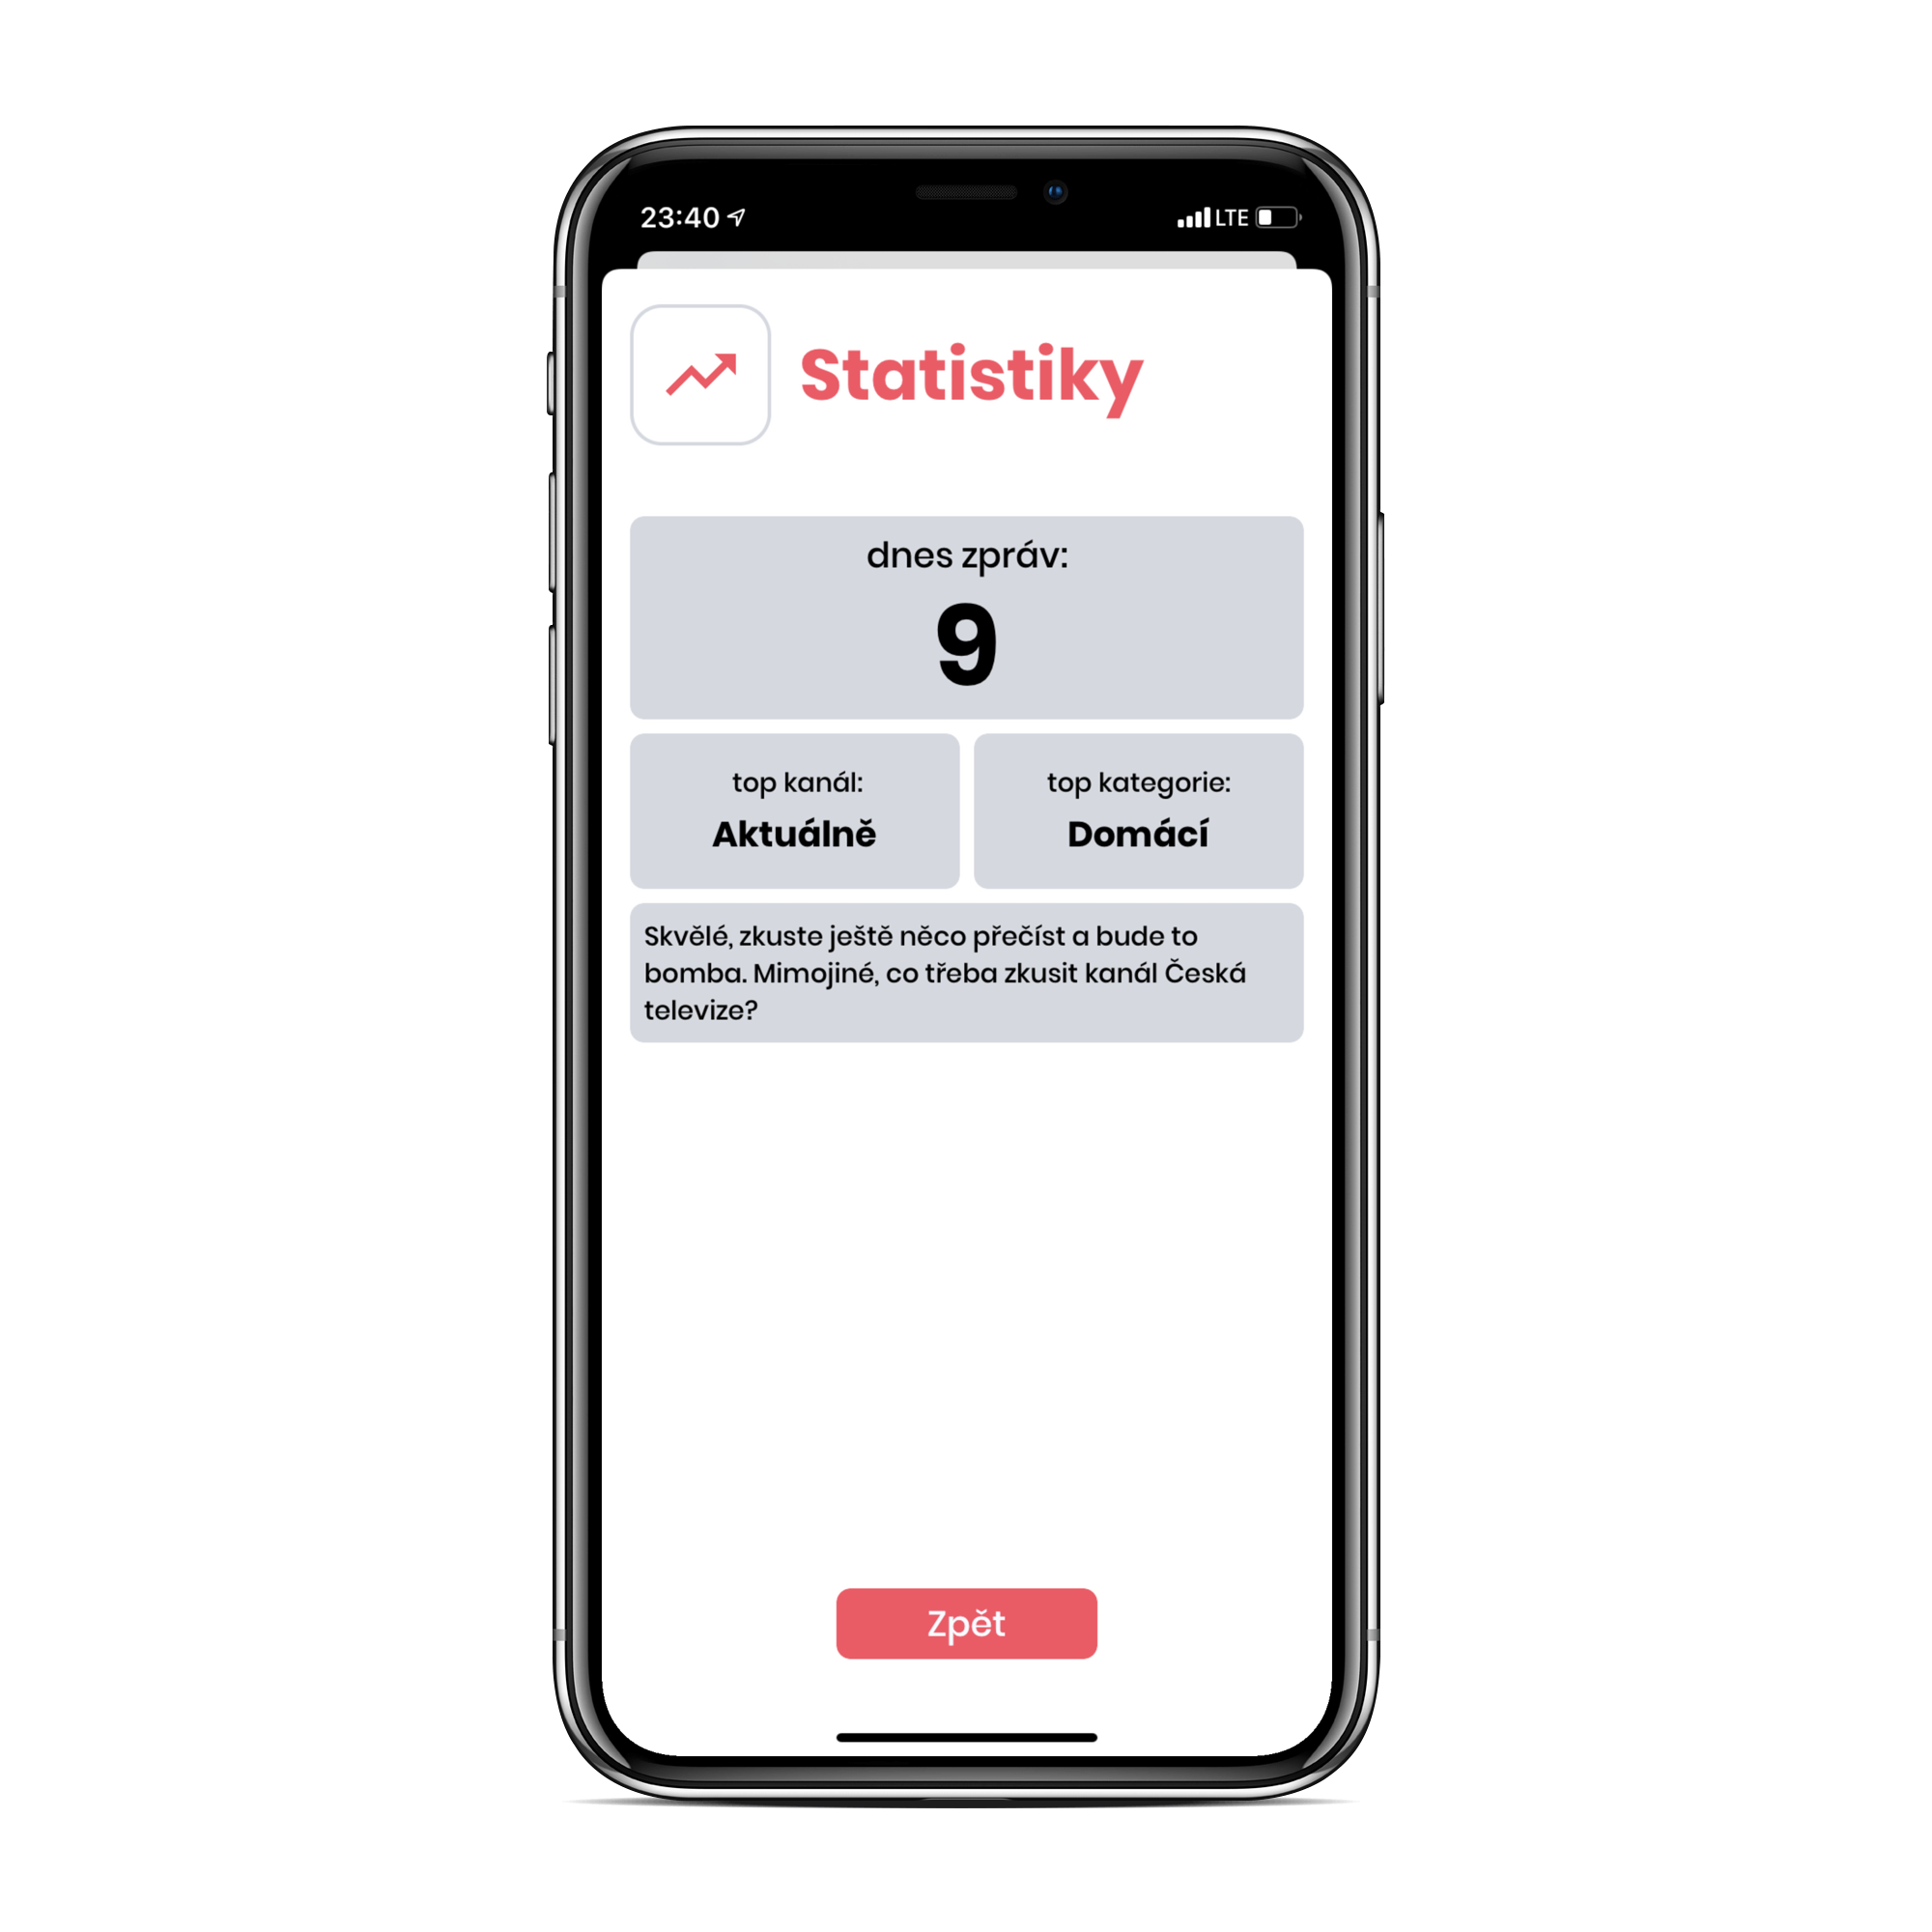 23:40 LTE
Statistiky
dnes zpráv:
9
top kanál:
Aktuálně
top kategorie:
Domácí
Skvělé, zkuste ještě něco přečíst a bude to
bomba. Mimojiné, co třeba zkusit kanál Česká
televize?
Zpět